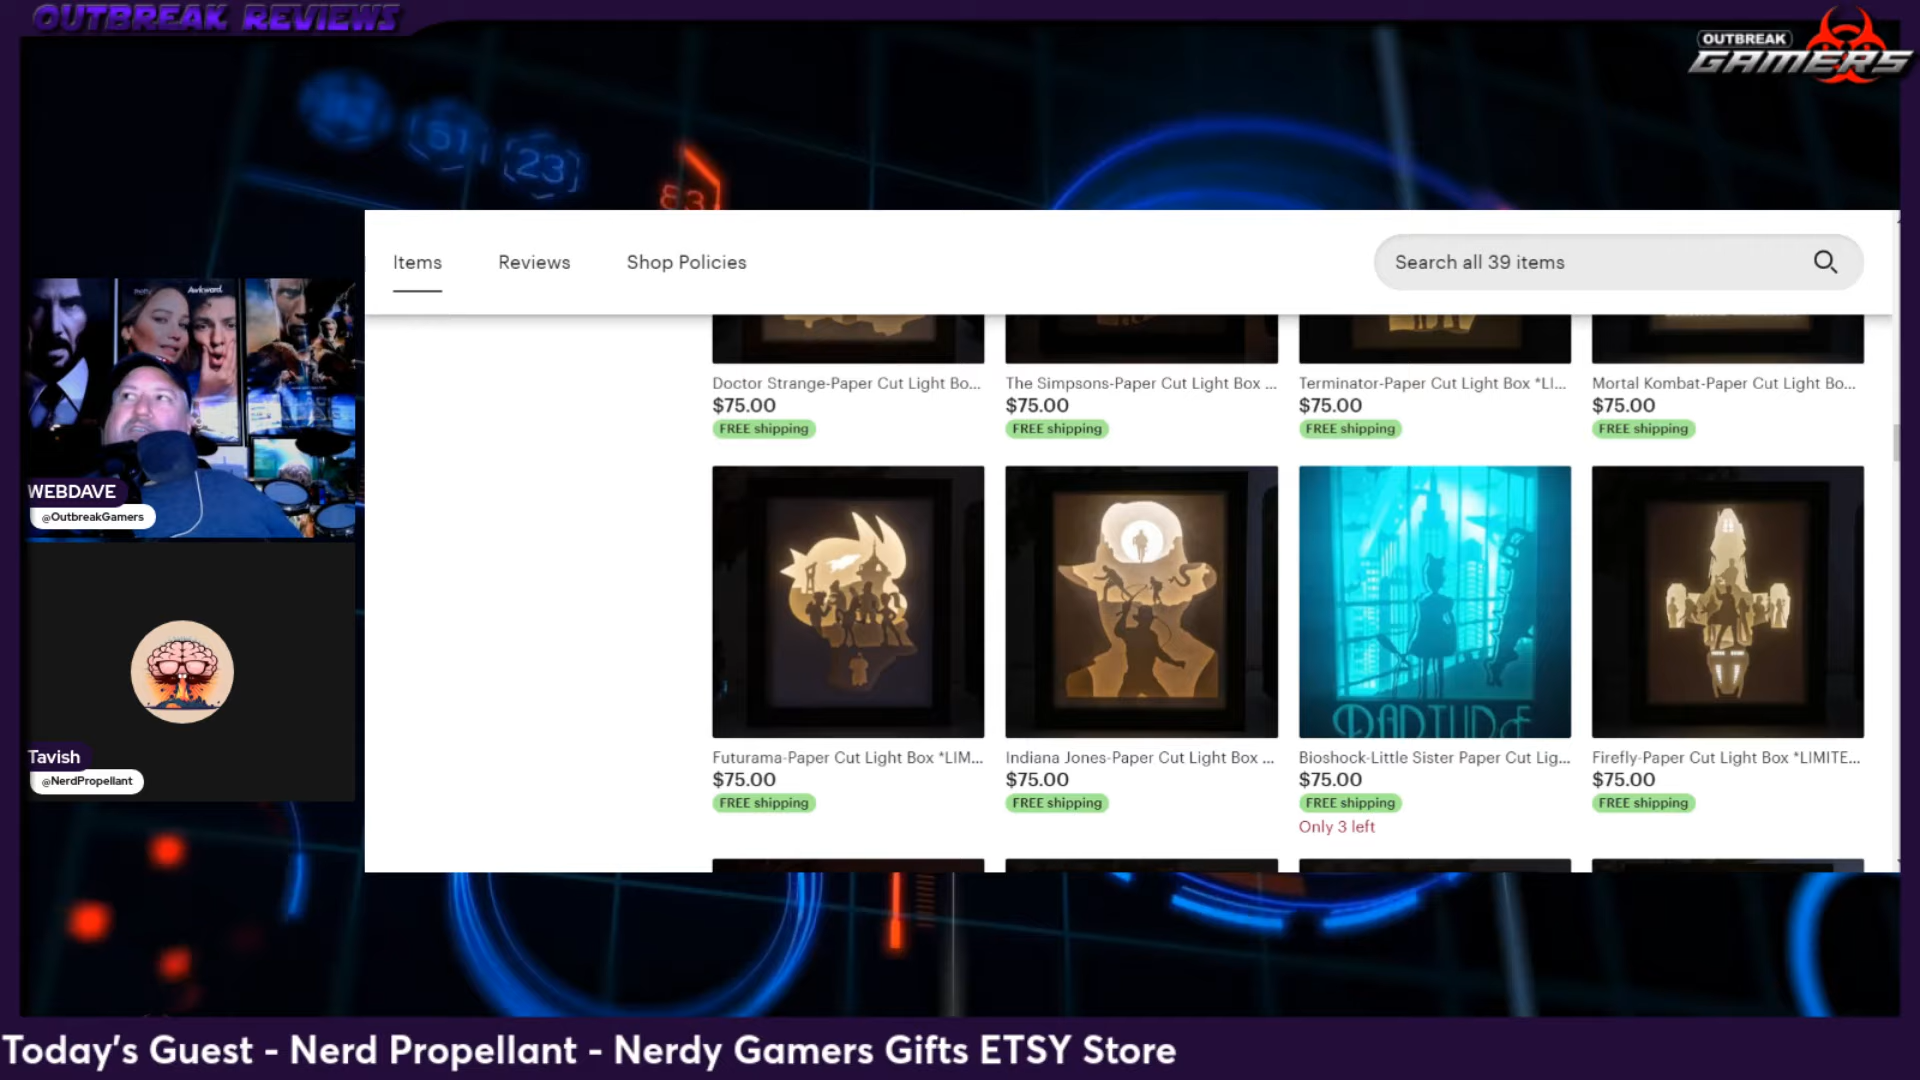 OUTBREAK REVIEWS
OUTBREAK
GAMERS
61
23
83
Items
Reviews
Shop Policies
Search all 39 items
Doctor Strange-Paper Cut Light Bo...
$75.00
FREE shipping
The Simpsons-Paper Cut Light Box ...
$75.00
FREE shipping
Terminator-Paper Cut Light Box *LI...
$75.00
FREE shipping
Mortal Kombat-Paper Cut Light Bo...
$75.00
FREE shipping
Awkward.
WEBDAVE
@OutbreakGamers
Tavish
@NerdPropellant
RAPTURE
Futurama-Paper Cut Light Box *LIM...
$75.00
FREE shipping
Indiana Jones-Paper Cut Light Box ...
$75.00
FREE shipping
Bioshock-Little Sister Paper Cut Lig...
$75.00
FREE shipping
Only 3 left
Firefly-Paper Cut Light Box *LIMITE...
$75.00
FREE shipping
Today's Guest - Nerd Propellant - Nerdy Gamers Gifts ETSY Store